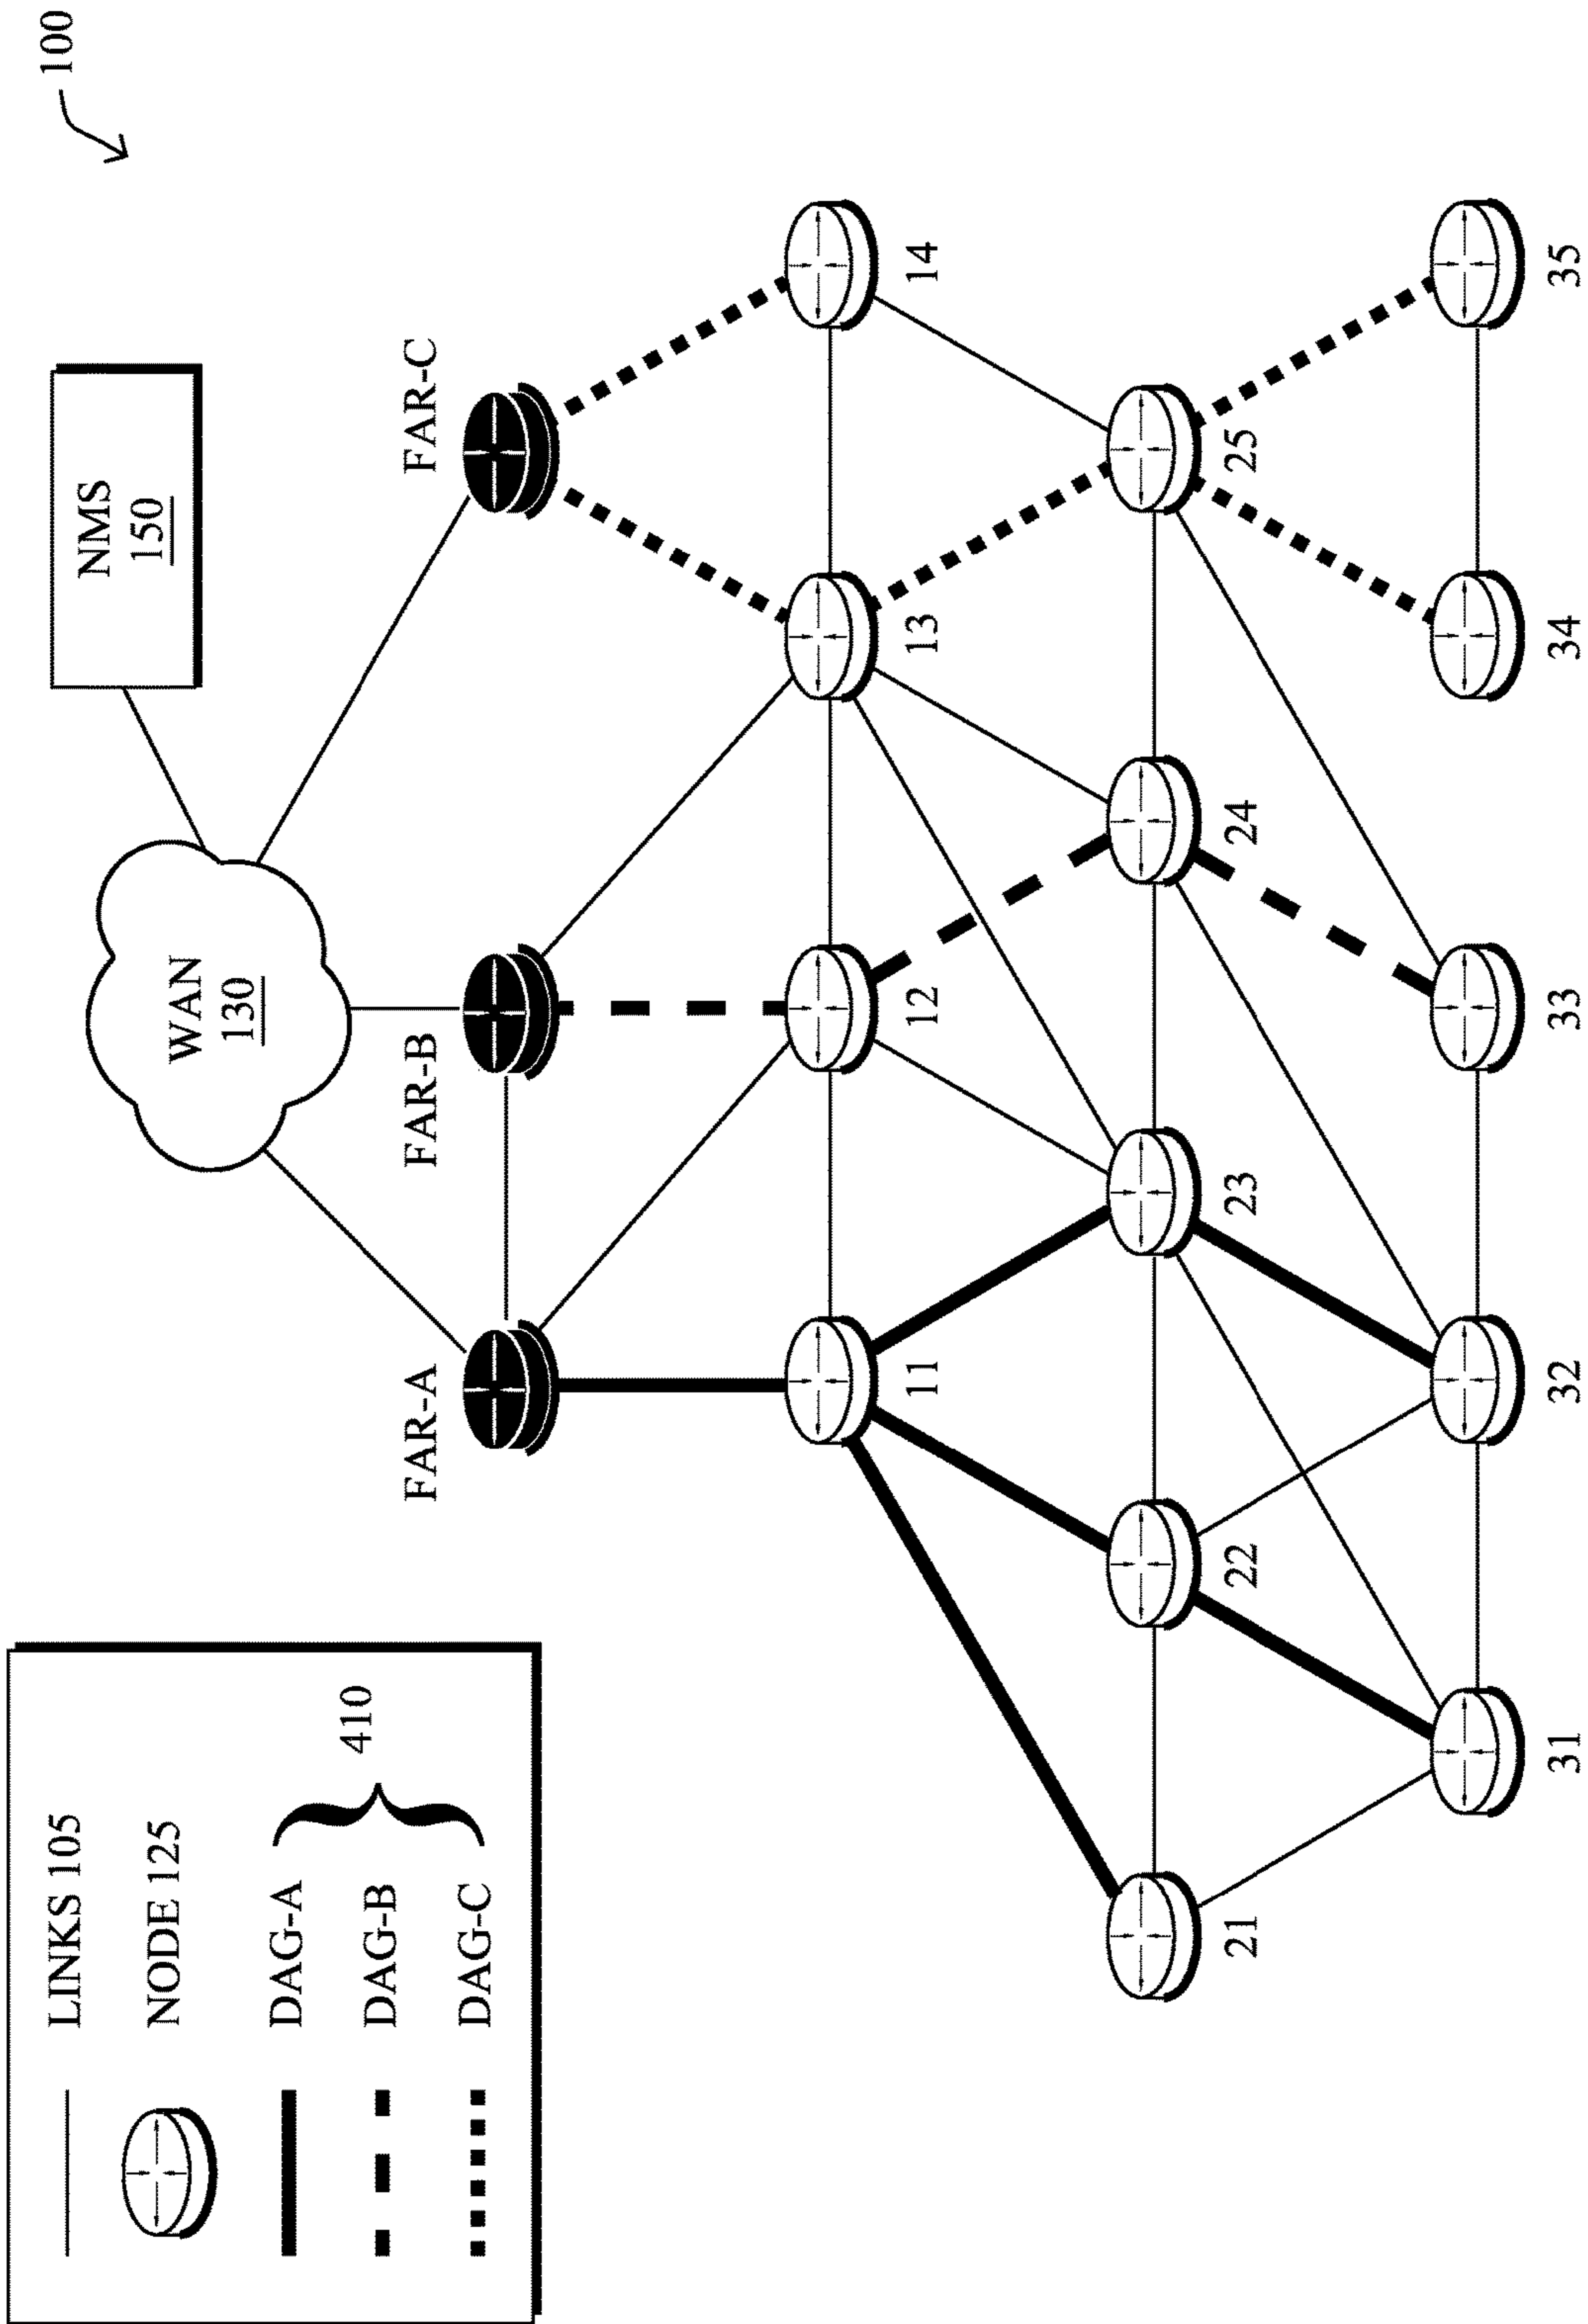 100
LINKS 105
NODE 125
DAG-A
DAG-B
DAG-C
410
NMS
150
WAN
130
FAR-A
FAR-B
FAR-C
11
12
13
14
21
22
23
24
25
31
32
33
34
35